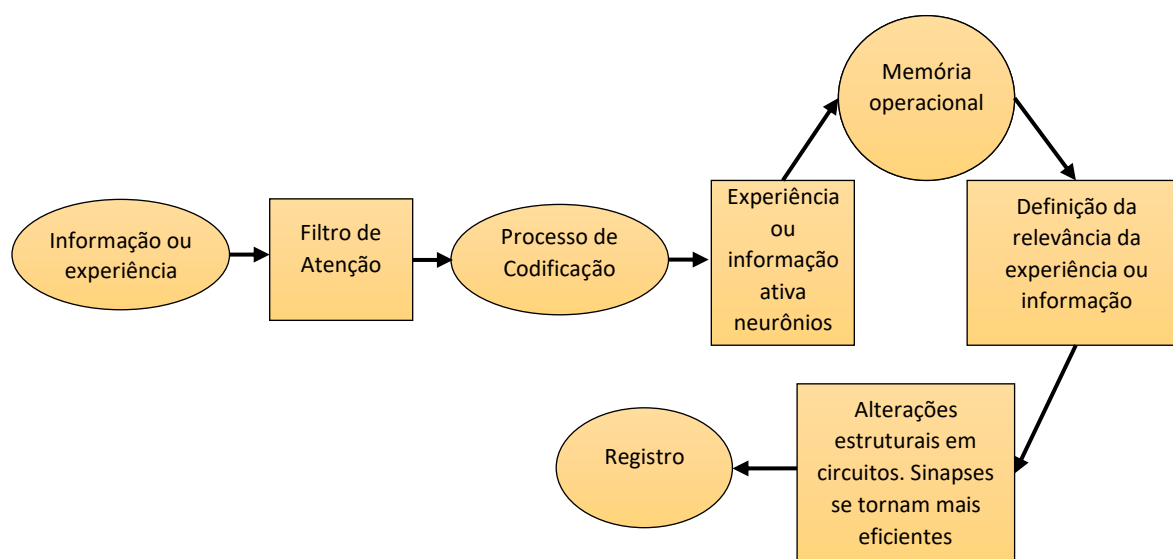 Informação ou
experiência
Filtro de
Atenção
Processo de
Codificação
Experiência
ou
informação
ativa
neurônios
Memória
operacional
Definição da
relevância da
experiência ou
informação
Alterações
estruturais em
circuitos. Sinapses
se tornam mais
eficientes
Registro